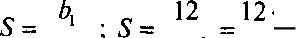 b₁ 12
S = ; S = = 12 · —